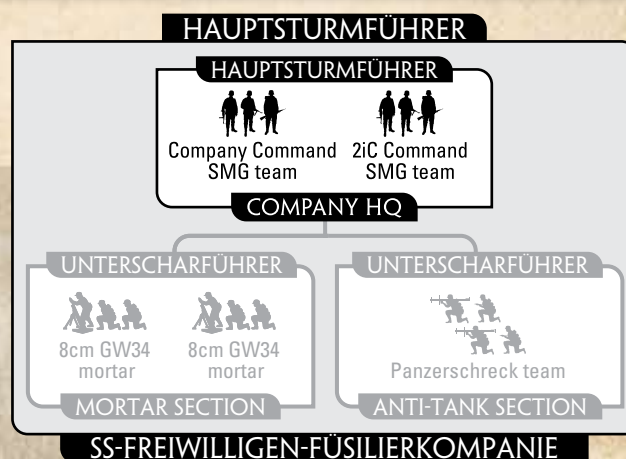 HAUPTSTURMFÜHRER
HAUPTSTURMFÜHRER
Company Command
SMG team
2iC Command
SMG team
COMPANY HQ
UNTERSCHARFÜHRER
8cm GW34
mortar
8cm GW34
mortar
MORTAR SECTION
UNTERSCHARFÜHRER
Panzerschreck team
ANTI-TANK SECTION
SS-FREIWILLIGEN-FÜSILIERKOMPANIE